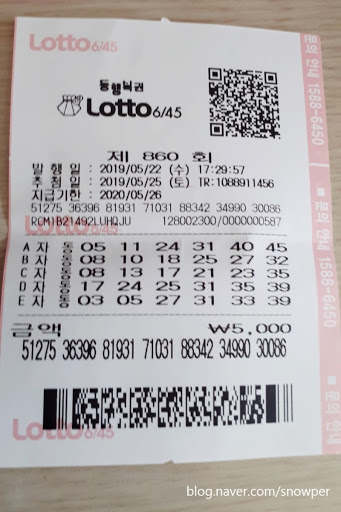 Lotto 6/45
동행복권
Lotto 6/45
제 860 회
발 행 일 : 2019/05/22 (수) 17:29:57
추 첨 일 : 2019/05/25 (토) TR:1088911456
지급기한 : 2020/05/26
51275 36396 81931 71031 88342 34990 30086
RCM1B21492LUHQJU 128002300/0000000587
A 자 동 05 11 24 31 40 45
B 자 동 08 10 18 25 27 32
C 자 동 08 13 17 21 23 35
D 자 동 17 24 25 31 35 39
E 자 동 03 05 27 31 33 39
금액 ₩5,000
51275 36396 81931 71031 88342 34990 30086
Lotto 6/45
문의 안내 1588-6450
문의 안내 1588-6450
blog.naver.com/snowper